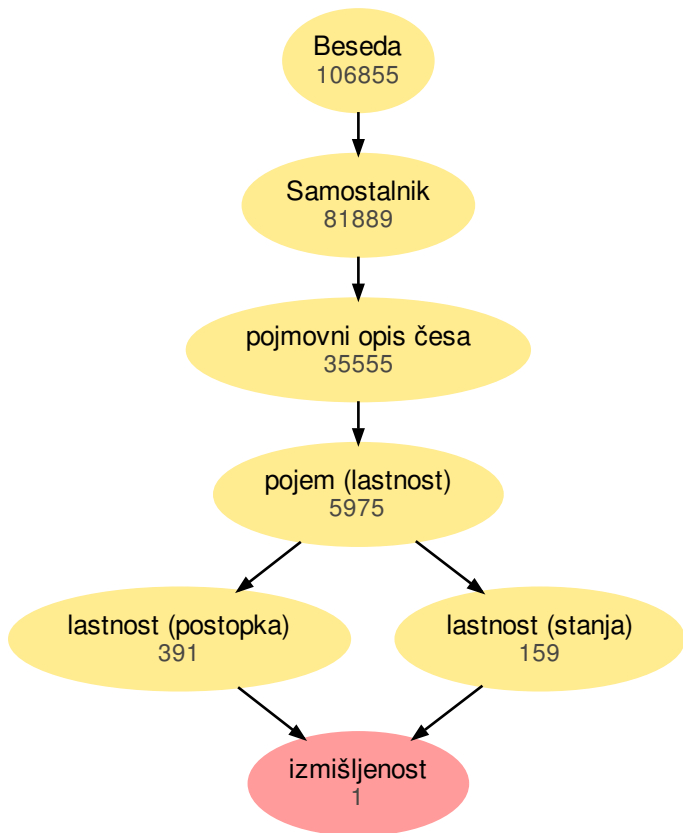 Beseda
106855
Samostalnik
81889
pojmovni opis česa
35555
pojem (lastnost)
5975
lastnost (postopka)
391
lastnost (stanja)
159
izmišljenost
1